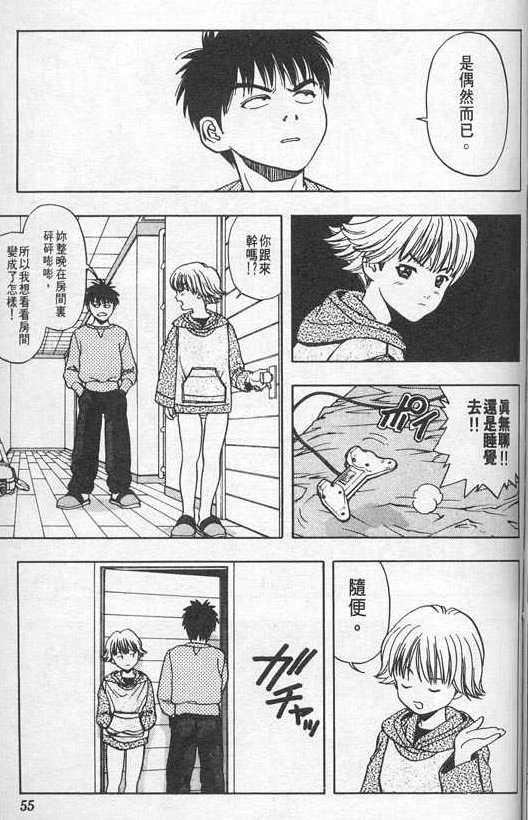 是偶然而已。
真無聊!!
還是睡覺
去!!
ポイ
你跟來
幹嗎!?
妳整晚在房間裏
砰砰嘭嘭，
所以我想看看房間
變成了怎樣！
隨便。
ガチャッ
55